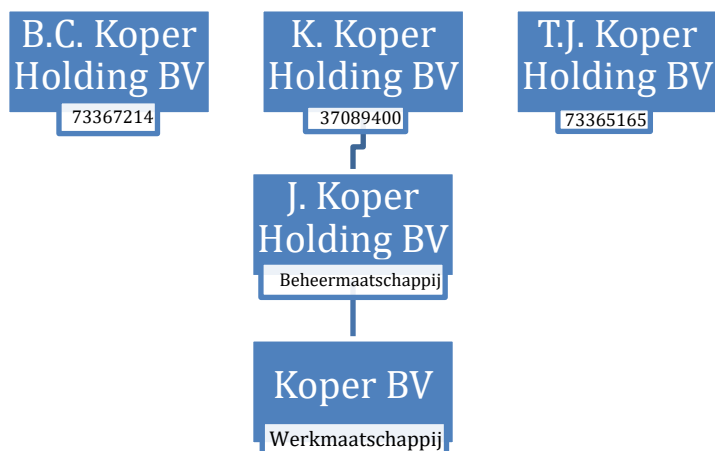 B.C. Koper
Holding BV
73367214
K. Koper
Holding BV
37089400
T.J. Koper
Holding BV
73365165
J. Koper
Holding BV
Beheermaatschappij
Koper BV
Werkmaatschappij